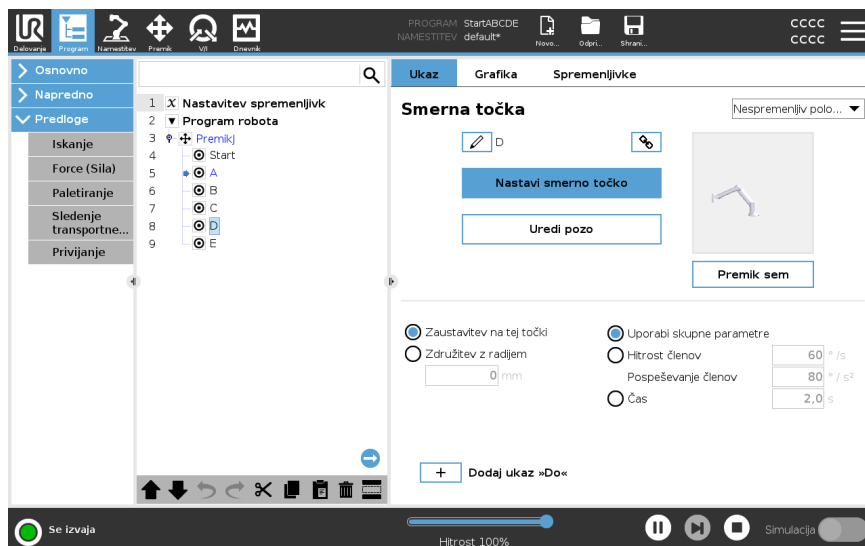 UR
Delovanje
Program
Namestitev
Premik
V/I
Dnevnik
PROGRAM StartABCDE
NAMESTITEV default*
Novo...
Odpri...
Shrani...
CCCC
CCCC
Osnovno
Napredno
Predloge
Iskanje
Force (Sila)
Paletiranje
Sledenje
transportne...
Privijanje
1 X Nastavitev spremenljivk
2 Program robota
3 PremikJ
4 Start
5 A
6 B
7 C
8 D
9 E
Ukaz
Grafika
Spremenljivke
Smerna točka
Nespremenljiv polo...
D
Nastavi smerno točko
Uredi pozo
Premik sem
Zaustavitev na tej točki
Združitev z radijem
0 mm
Uporabi skupne parametre
Hitrost členov 60 ° /s
Pospeševanje členov 80 ° / s²
Čas 2,0 s
+ Dodaj ukaz »Do«
Se izvaja
Hitrost 100%
Simulacija